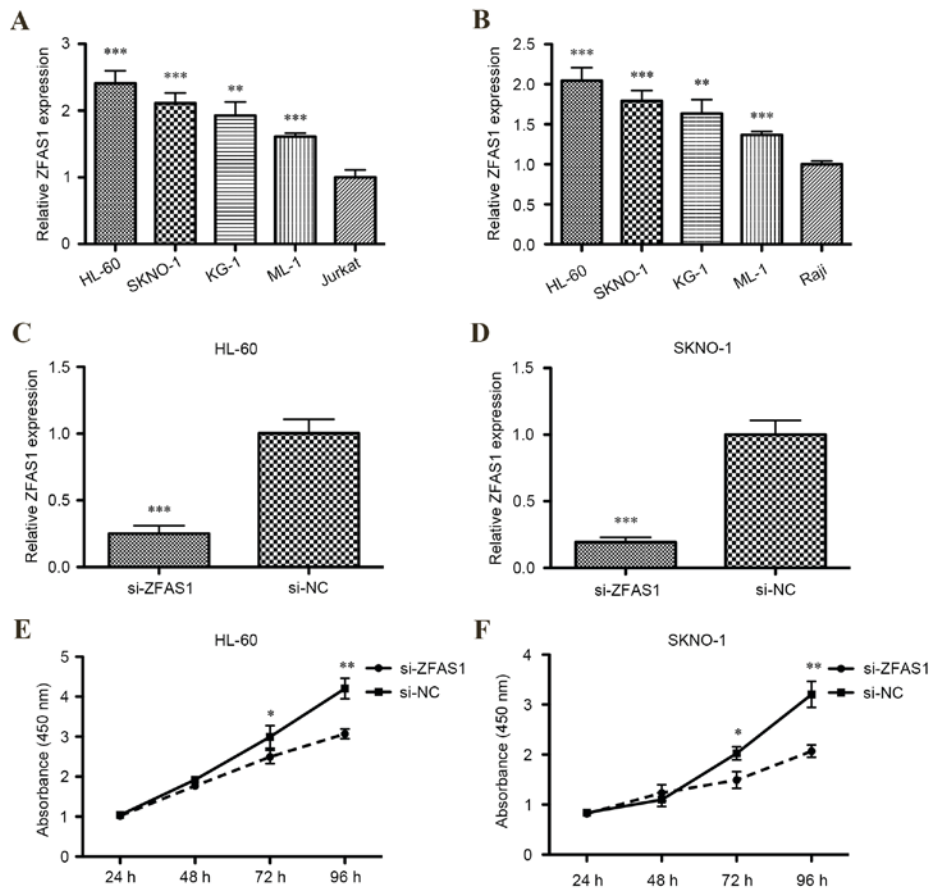 A
Relative ZFAS1 expression
3
2
1
0
***
***
**
***
HL-60
SKNO-1
KG-1
ML-1
Jurkat
B
Relative ZFAS1 expression
2.5
2.0
1.5
1.0
0.5
0.0
***
***
**
***
HL-60
SKNO-1
KG-1
ML-1
Raji
C
HL-60
Relative ZFAS1 expression
1.5
1.0
0.5
0.0
***
si-ZFAS1
si-NC
D
SKNO-1
Relative ZFAS1 expression
1.5
1.0
0.5
0.0
***
si-ZFAS1
si-NC
E
HL-60
Absorbance (450 nm)
5
4
3
2
1
0
*
**
si-ZFAS1
si-NC
24 h
48 h
72 h
96 h
F
SKNO-1
Absorbance (450 nm)
4
3
2
1
0
*
**
si-ZFAS1
si-NC
24 h
48 h
72 h
96 h